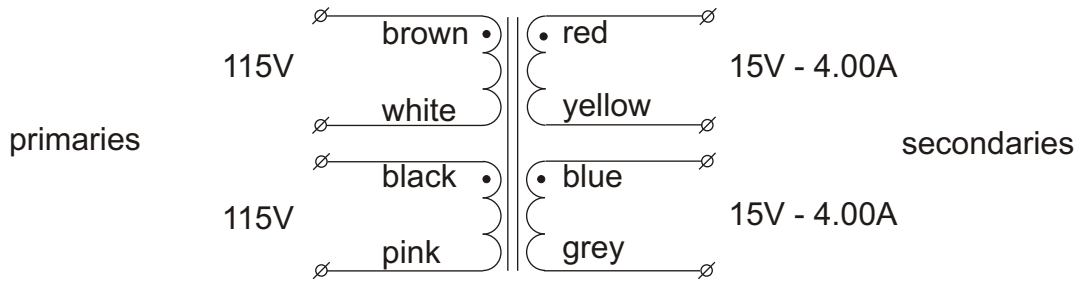 brown
red
115V
15V - 4.00A
white
yellow
primaries
secondaries
black
blue
115V
15V - 4.00A
pink
grey